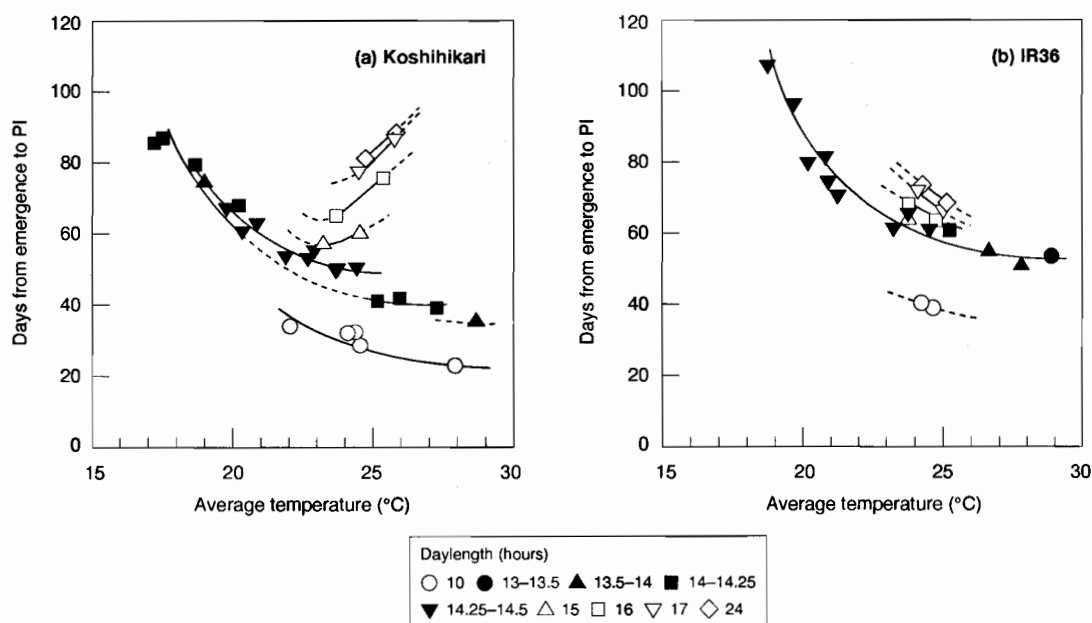 120
100
80
60
40
20
0
Days from emergence to PI
(a) Koshihikari
15 20 25 30
Average temperature (°C)
120
100
80
60
40
20
0
Days from emergence to PI
(b) IR36
15 20 25 30
Average temperature (°C)
Daylength (hours)
10 13–13.5 13.5–14 14–14.25
14.25–14.5 15 16 17 24